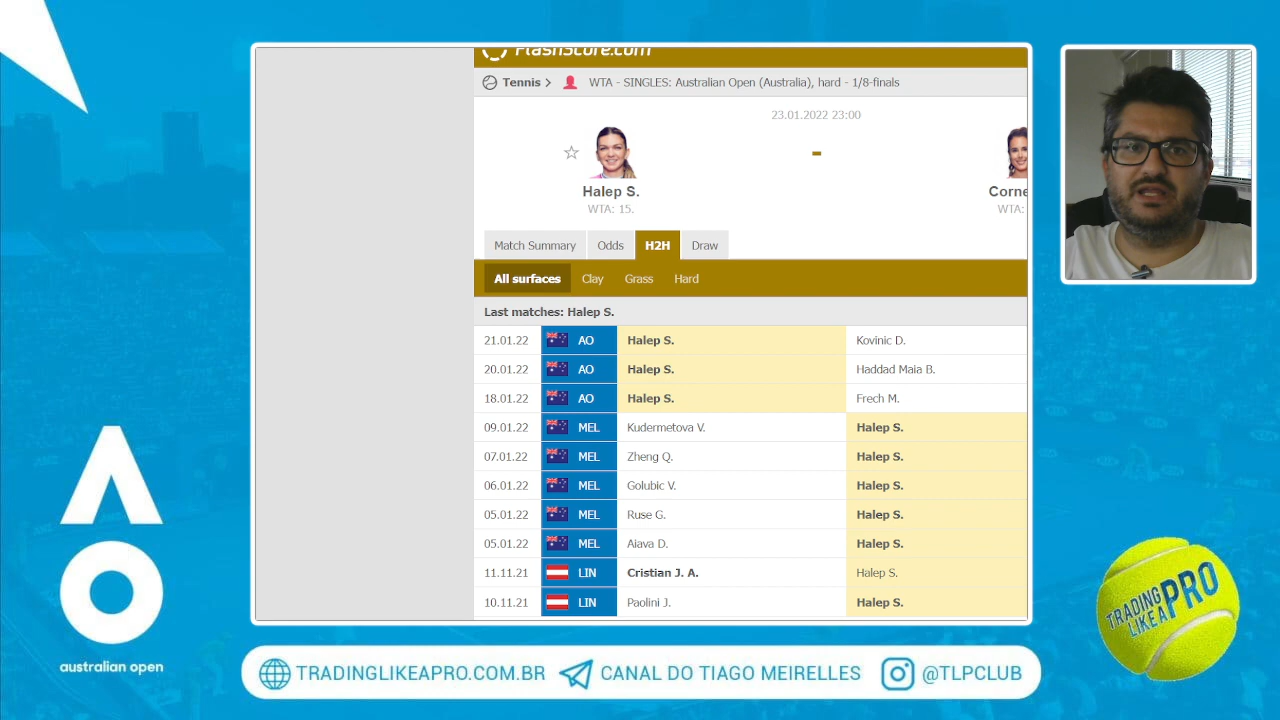 FlashScore.com
Tennis > WTA - SINGLES: Australian Open (Australia), hard - 1/8-finals
23.01.2022 23:00
-
Halep S.
Corne
WTA: 15.
WTA:
Match Summary Odds H2H Draw
All surfaces Clay Grass Hard
Last matches: Halep S.
21.01.22 AO Halep S. Kovinic D.
20.01.22 AO Halep S. Haddad Maia B.
18.01.22 AO Halep S. Frech M.
09.01.22 MEL Kudermetova V. Halep S.
07.01.22 MEL Zheng Q. Halep S.
06.01.22 MEL Golubic V. Halep S.
05.01.22 MEL Ruse G. Halep S.
05.01.22 MEL Aiava D. Halep S.
11.11.21 LIN Cristian J. A. Halep S.
10.11.21 LIN Paolini J. Halep S.
AO
australian open
TRADING
LIKE A
PRO
TRADINGLIKEAPRO.COM.BR CANAL DO TIAGO MEIRELLES @TLPCLUB